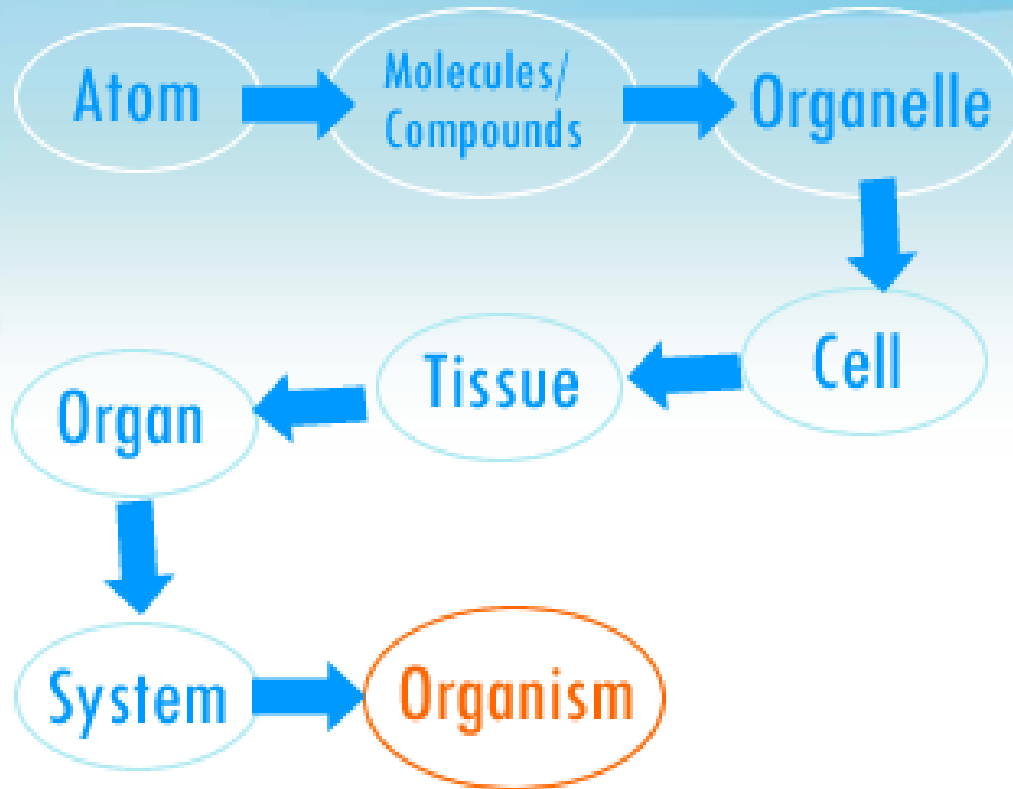 Atom
Molecules/
Compounds
Organelle
Cell
Tissue
Organ
System
Organism